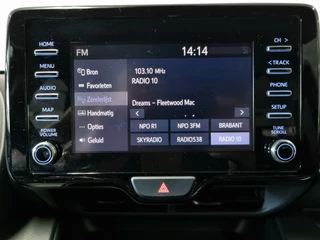 FM 14:14
HOME
MENU
AUDIO
MAP
POWER
VOLUME
Bron
Favorieten
Zenderlijst
Handmatig
Opties
Geluid
103.10 MHz
RADIO 10
Dreams - Fleetwood Mac
< >
NPO R1 NPO 3FM BRABANT
SKYRADIO RADIO538 RADIO 10
CH >
< TRACK
PHONE
SETUP
TUNE
SCROLL